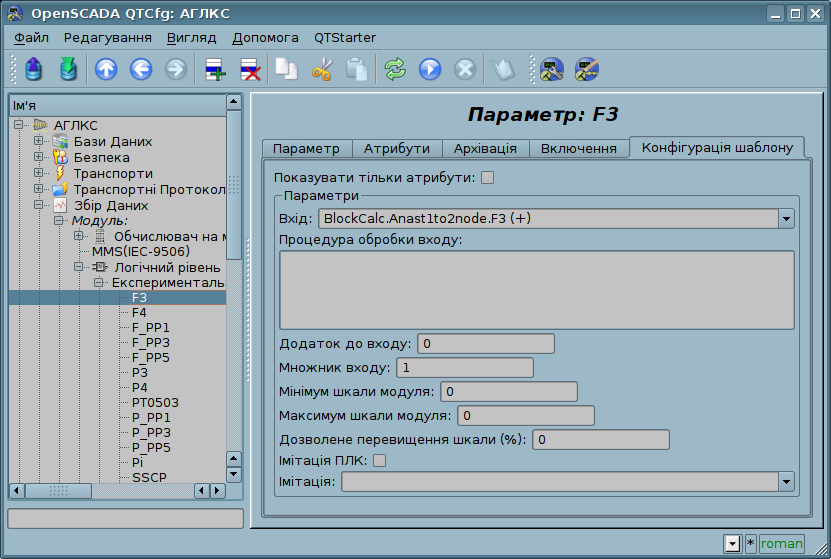 OpenSCADA QTCfg: АГЛКС
Файл Редагування Вигляд Допомога QTStarter
Ім'я
АГЛКС
Бази Даних
Безпека
Транспорти
Транспортні Протокол
Збір Даних
Модуль:
Обчислювач на м
MMS(IEC-9506)
Логічний рівень
Експерименталь
F3
F4
F_PP1
F_PP3
F_PP5
P3
P4
PT0503
P_PP1
P_PP3
P_PP5
Pi
SSCP
Параметр: F3
Параметр Атрибути Архівація Включення Конфігурація шаблону
Показувати тільки атрибути:
Параметри
Вхід: BlockCalc.Anast1to2node.F3 (+)
Процедура обробки входу:
Додаток до входу: 0
Множник входу: 1
Мінімум шкали модуля: 0
Максимум шкали модуля: 0
Дозволене перевищення шкали (%): 0
Імітація ПЛК:
Імітація:
* roman